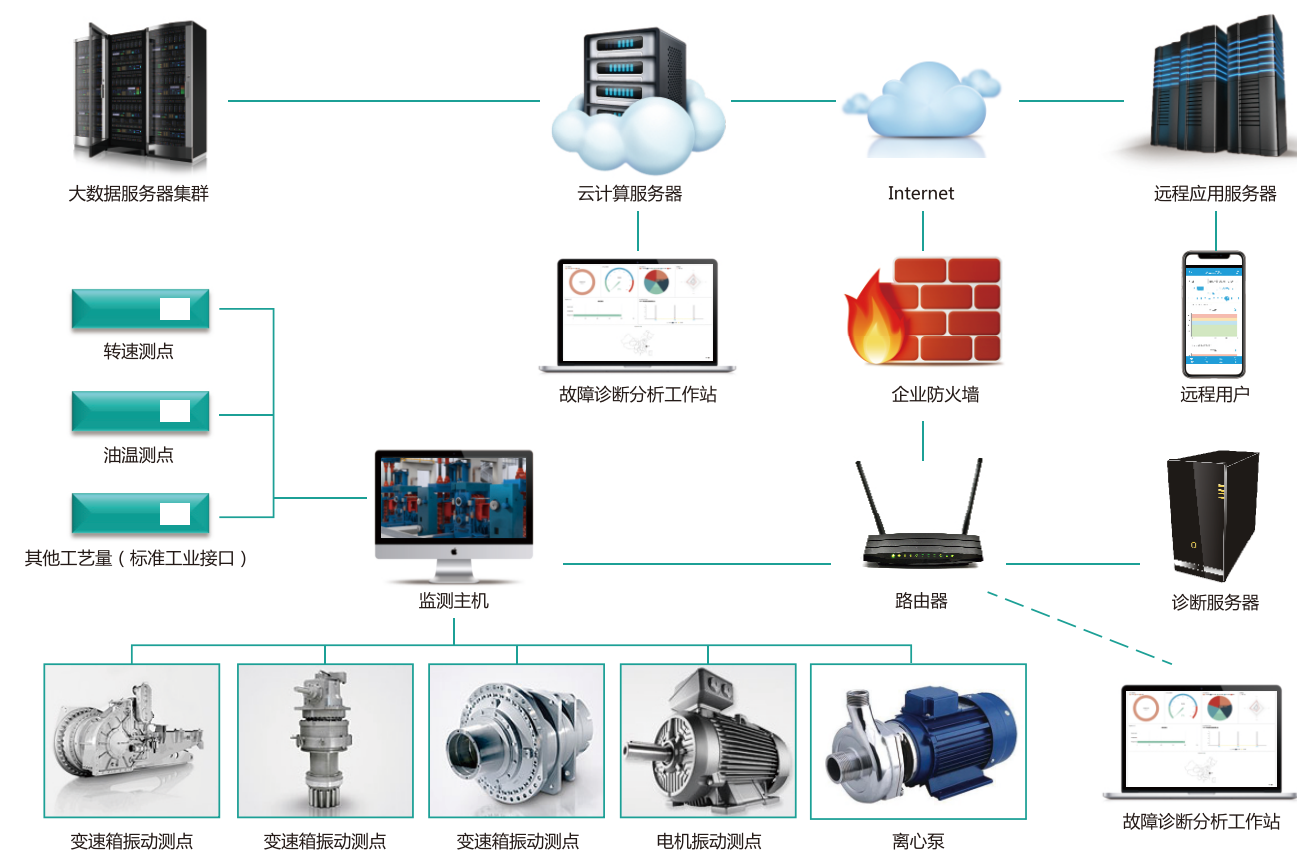 大数据服务器集群
云计算服务器
Internet
远程应用服务器
转速测点
故障诊断分析工作站
企业防火墙
远程用户
油温测点
其他工艺量（标准工业接口）
监测主机
路由器
诊断服务器
变速箱振动测点
变速箱振动测点
变速箱振动测点
电机振动测点
离心泵
故障诊断分析工作站